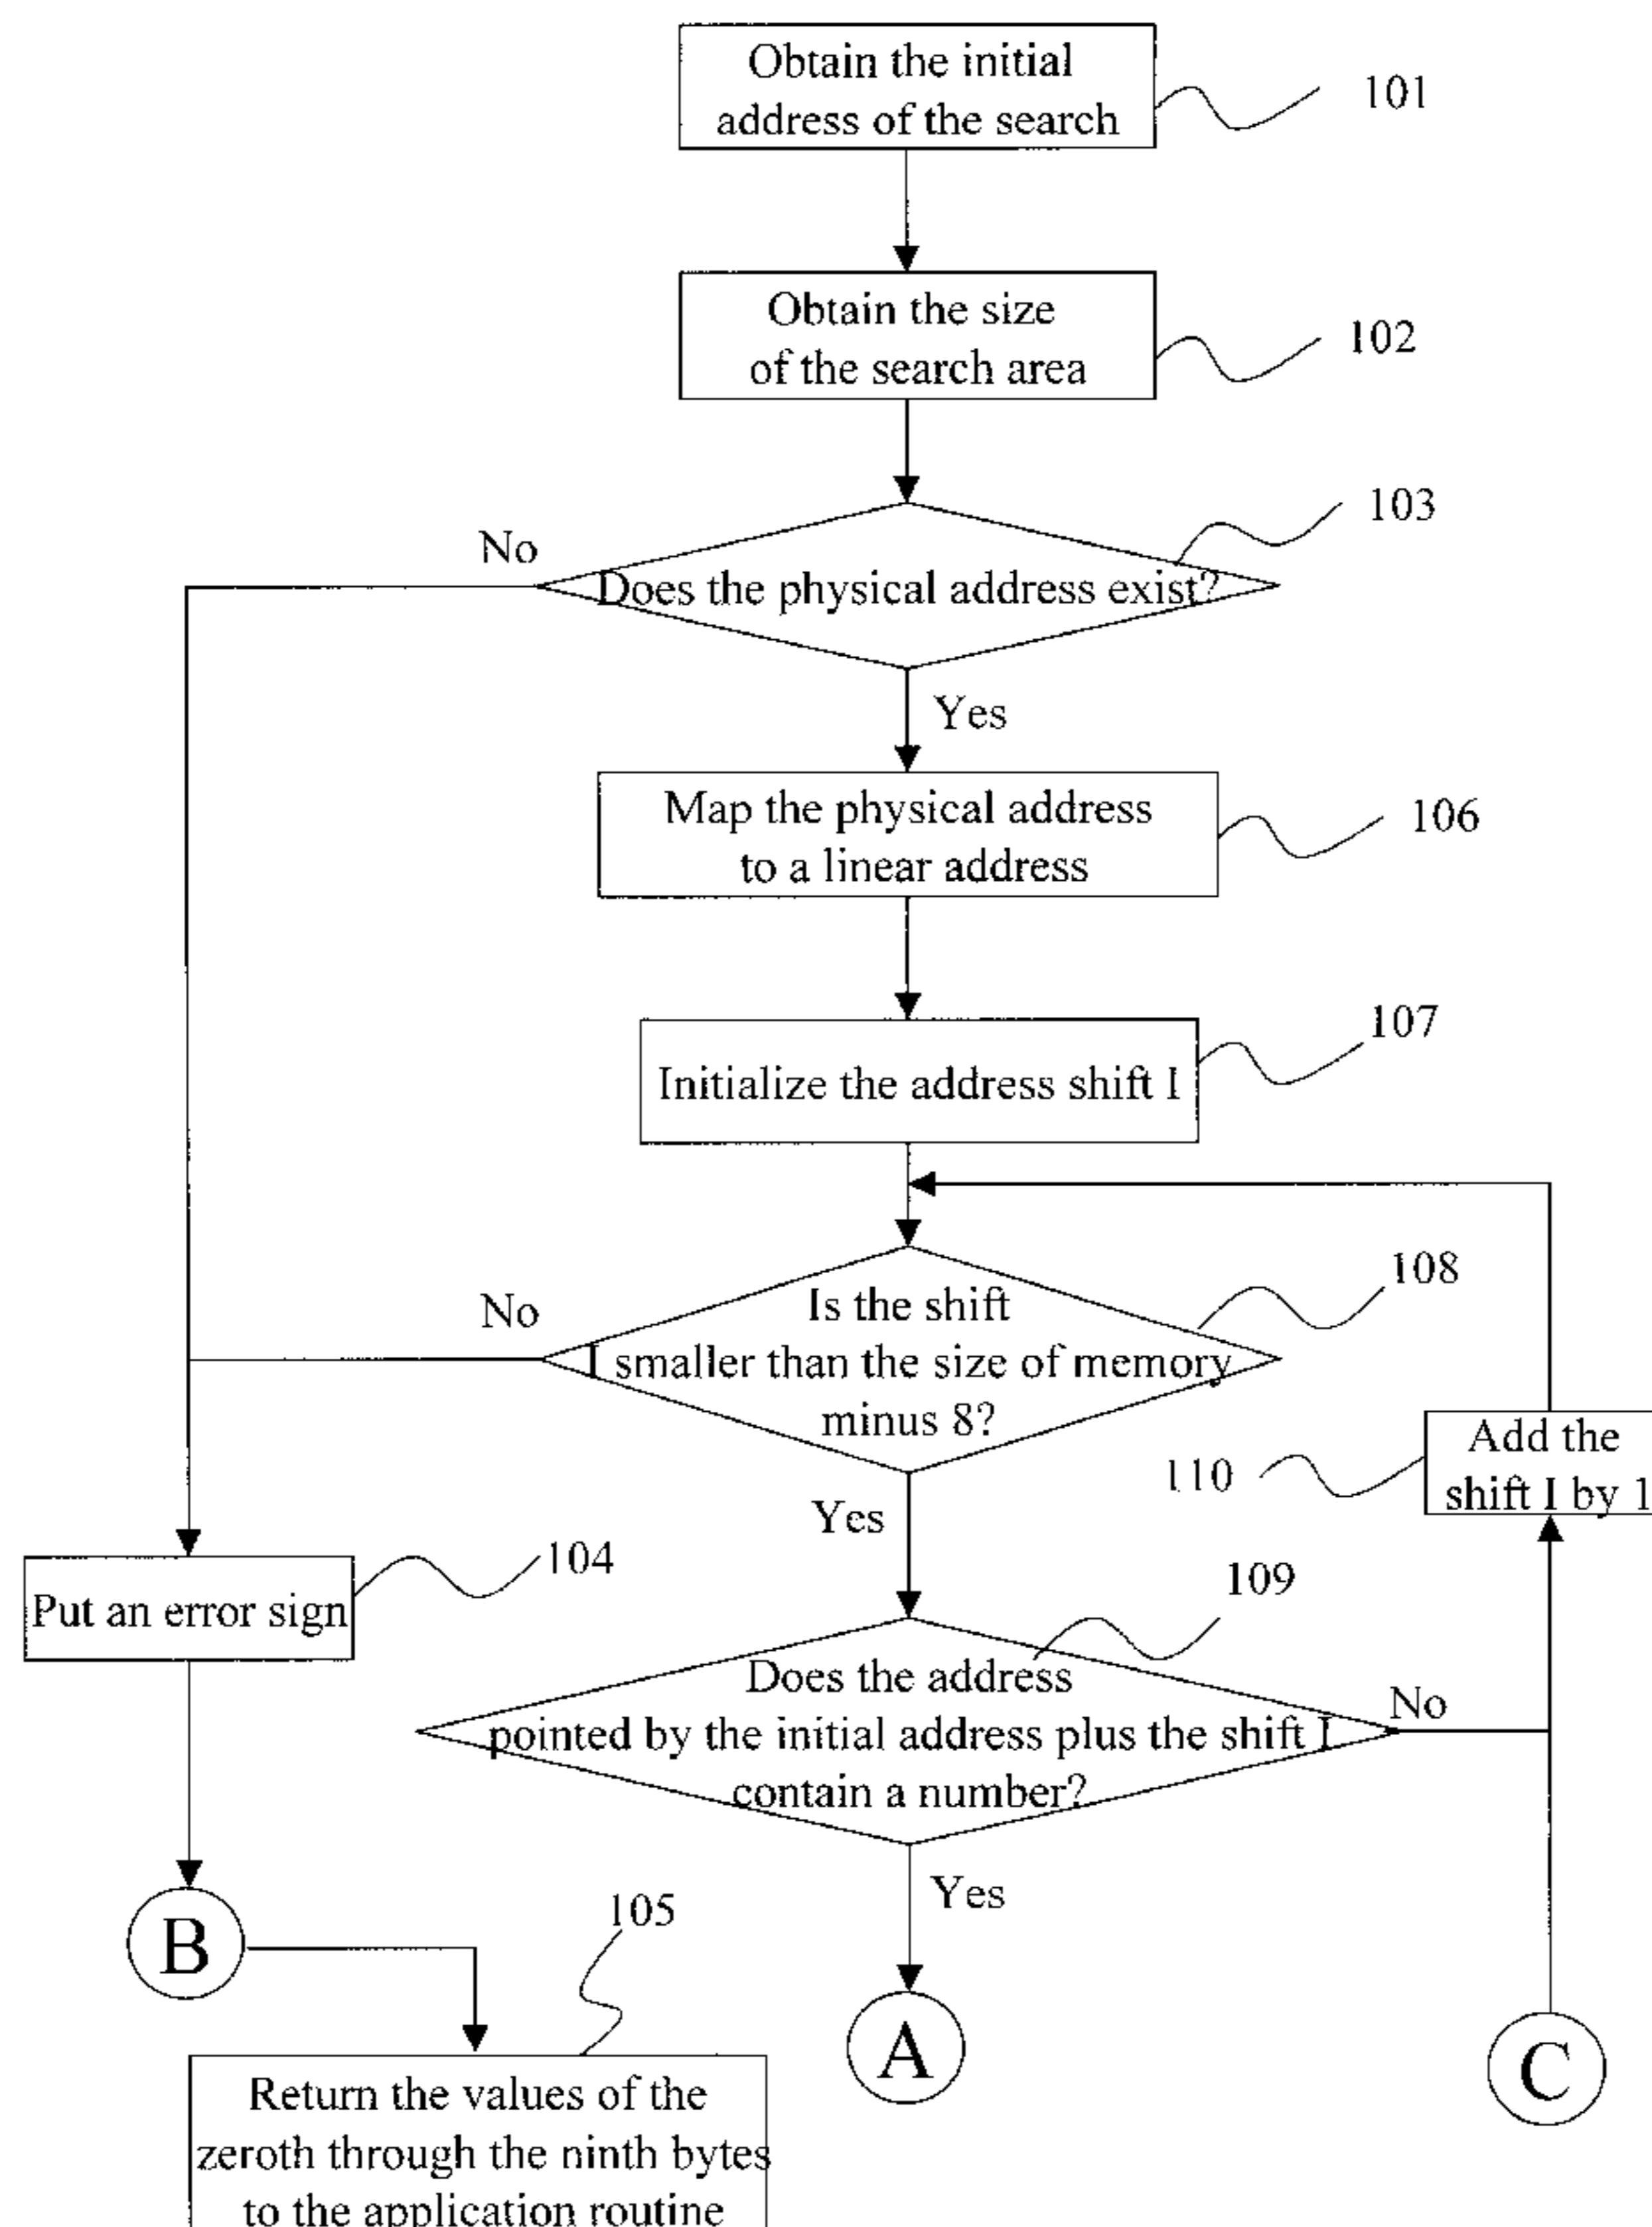 Obtain the initial
address of the search
101
Obtain the size
of the search area
102
103
No
Does the physical address exist?
Yes
Map the physical address
to a linear address
106
107
Initialize the address shift I
108
No
Is the shift
I smaller than the size of memory
minus 8?
Add the
shift I by 1
110
Yes
104
Put an error sign
109
Does the address
pointed by the initial address plus the shift I
contain a number?
No
Yes
105
B
A
C
Return the values of the
zeroth through the ninth bytes
to the application routine